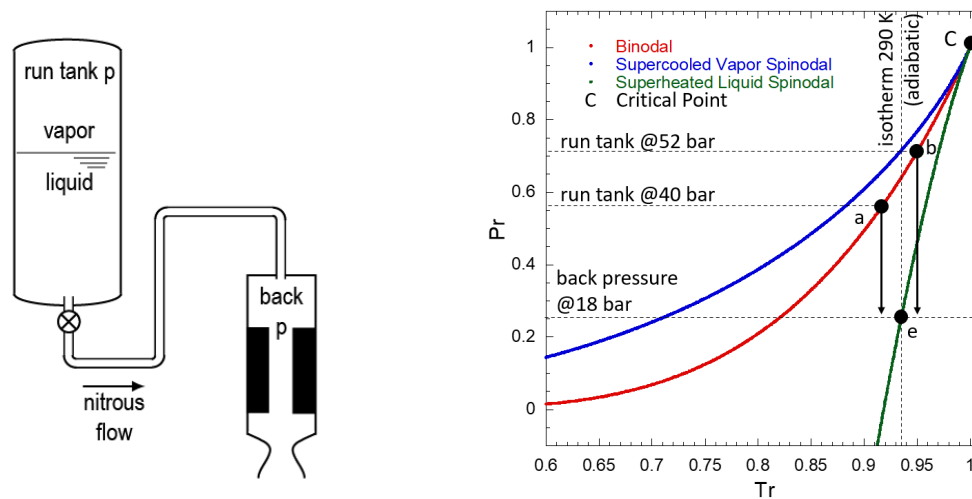 run tank p
vapor
liquid
nitrous
flow
back
p
Binodal
Supercooled Vapor Spinodal
Superheated Liquid Spinodal
C Critical Point
isotherm 290 K
(adiabatic)
C
run tank @52 bar
b
run tank @40 bar
a
back pressure
@18 bar
e
Pr
1
0.8
0.6
0.4
0.2
0
0.6
0.65
0.7
0.75
0.8
0.85
0.9
0.95
1
Tr